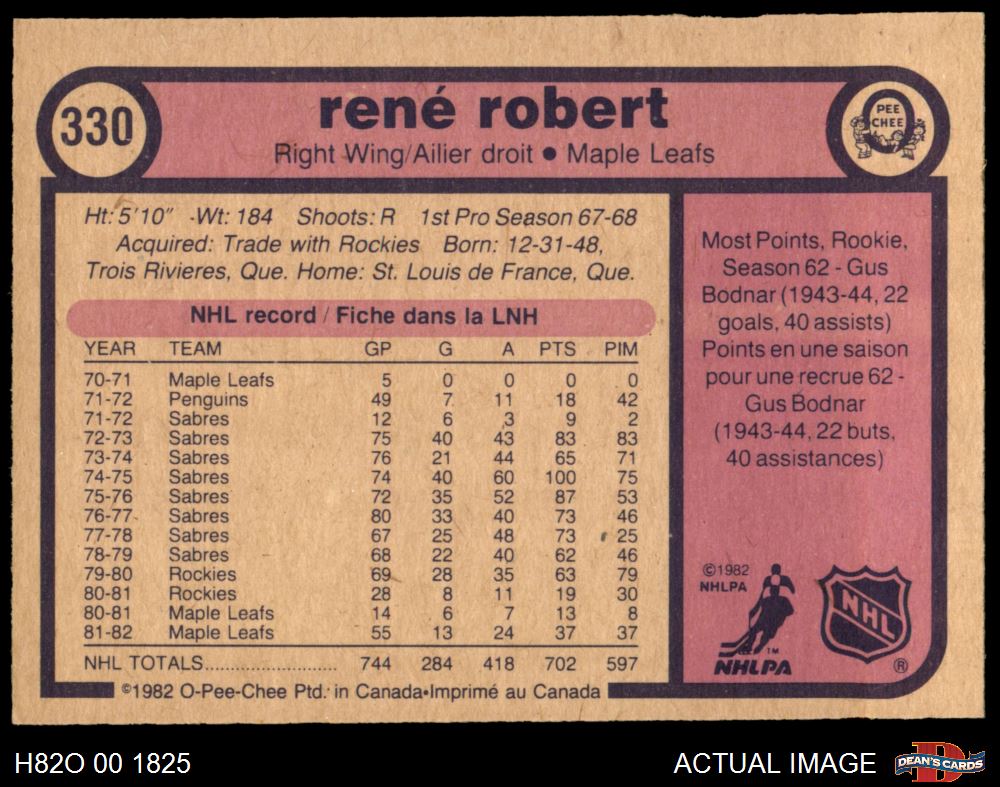 330
rené robert
Right Wing/Ailier droit ● Maple Leafs
PEE
CHEE
Ht: 5'10" Wt: 184 Shoots: R 1st Pro Season 67-68
Acquired: Trade with Rockies Born: 12-31-48,
Trois Rivieres, Que. Home: St. Louis de France, Que.
NHL record / Fiche dans la LNH
YEAR TEAM GP G A PTS PIM
70-71 Maple Leafs 5 0 0 0 0
71-72 Penguins 49 7 11 18 42
71-72 Sabres 12 6 3 9 2
72-73 Sabres 75 40 43 83 83
73-74 Sabres 76 21 44 65 71
74-75 Sabres 74 40 60 100 75
75-76 Sabres 72 35 52 87 53
76-77 Sabres 80 33 40 73 46
77-78 Sabres 67 25 48 73 25
78-79 Sabres 68 22 40 62 46
79-80 Rockies 69 28 35 63 79
80-81 Rockies 28 8 11 19 30
80-81 Maple Leafs 14 6 7 13 8
81-82 Maple Leafs 55 13 24 37 37
NHL TOTALS........................ 744 284 418 702 597
©1982 O-Pee-Chee Ptd. in Canada•Imprimé au Canada
Most Points, Rookie,
Season 62 - Gus
Bodnar (1943-44, 22
goals, 40 assists)
Points en une saison
pour une recrue 62 -
Gus Bodnar
(1943-44, 22 buts,
40 assistances)
©1982
NHLPA
TM
NHLPA
NHL
®
H82O 00 1825
ACTUAL IMAGE
DEAN'S CARDS